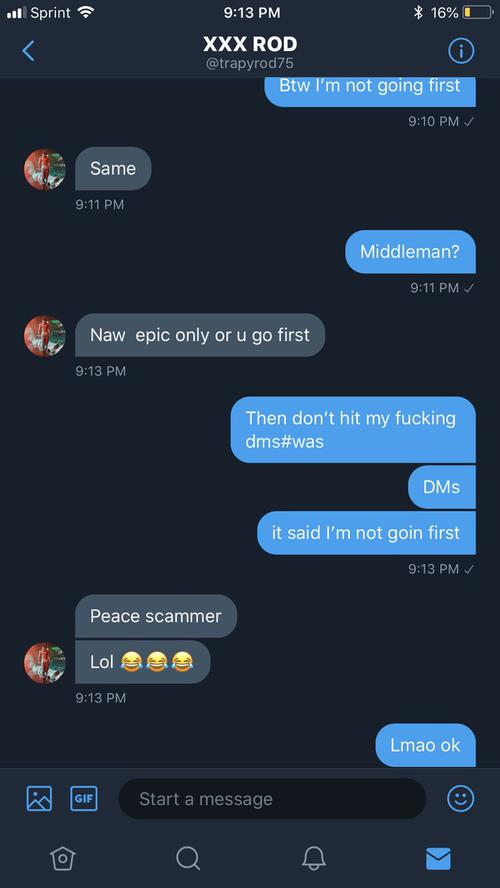 Sprint 9:13 PM 16%
XXX ROD
@trapyrod75
Btw I'm not going first
9:10 PM ✓
Same
9:11 PM
Middleman?
9:11 PM ✓
Naw  epic only or u go first
9:13 PM
Then don't hit my fucking
dms#was
DMs
it said I'm not goin first
9:13 PM ✓
Peace scammer
Lol 😂😂😂
9:13 PM
Lmao ok
GIF Start a message